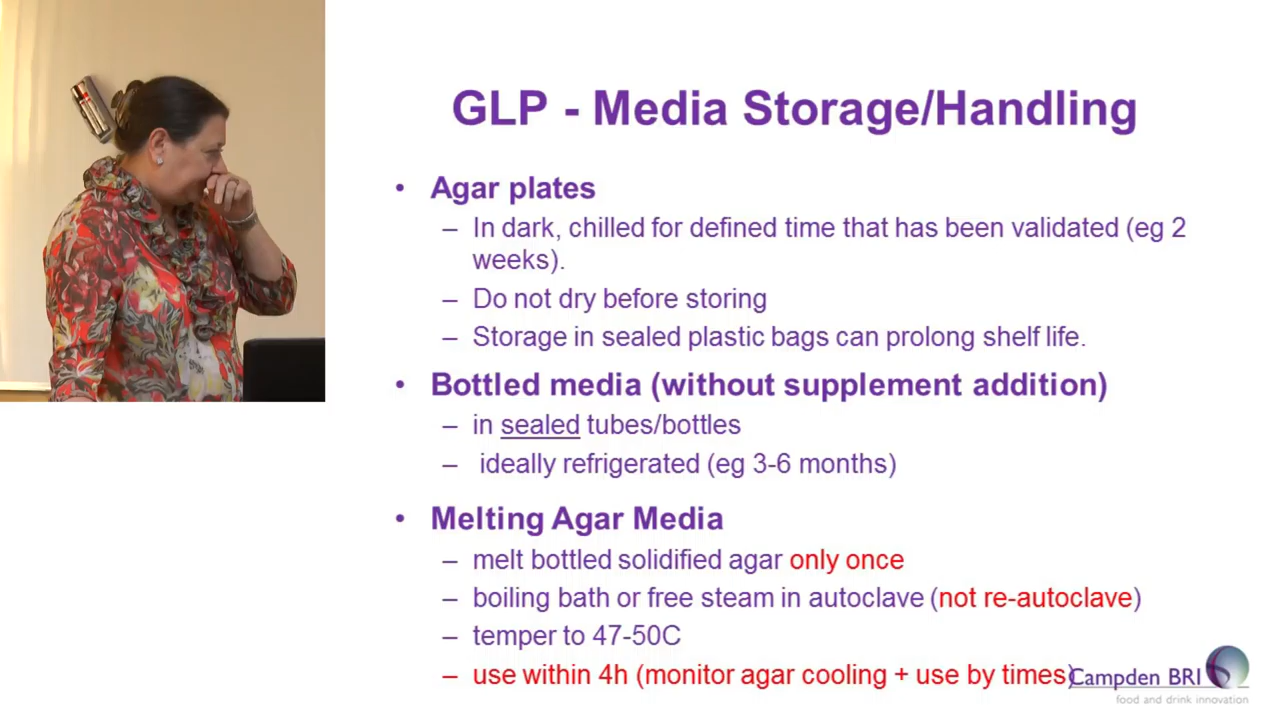 GLP - Media Storage/Handling
• Agar plates
– In dark, chilled for defined time that has been validated (eg 2
weeks).
– Do not dry before storing
– Storage in sealed plastic bags can prolong shelf life.
• Bottled media (without supplement addition)
– in sealed tubes/bottles
– ideally refrigerated (eg 3-6 months)
• Melting Agar Media
– melt bottled solidified agar only once
– boiling bath or free steam in autoclave (not re-autoclave)
– temper to 47-50C
– use within 4h (monitor agar cooling + use by times)
Campden BRI
food and drink innovation